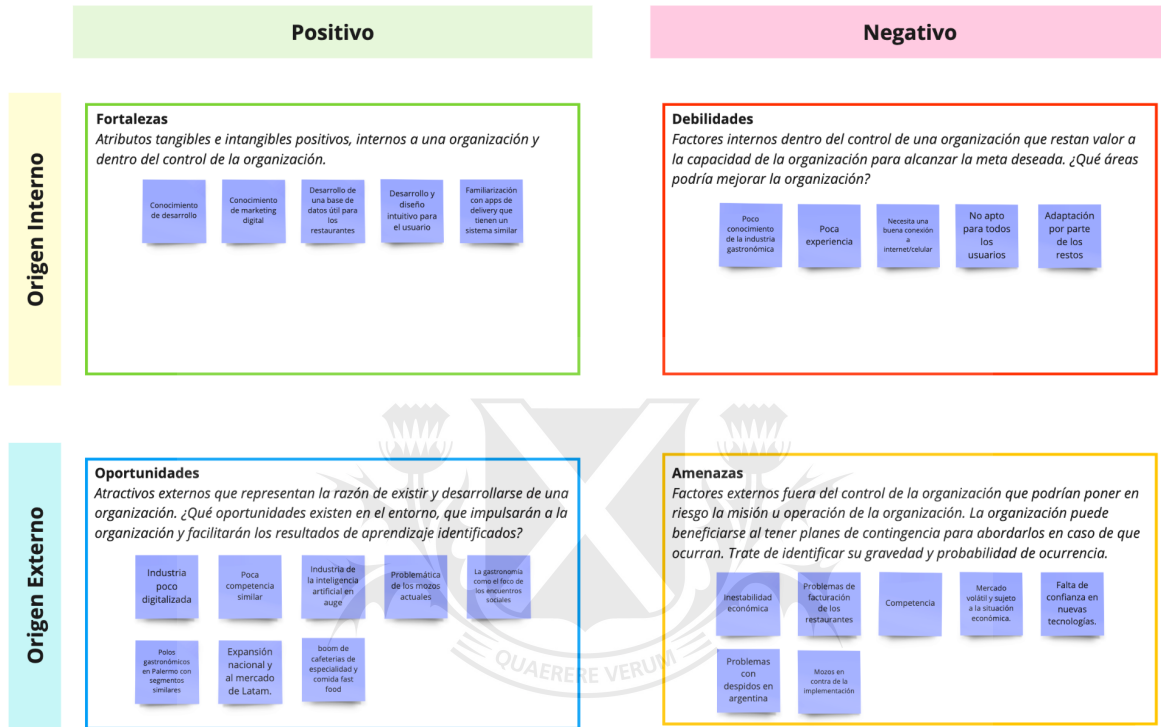 Positivo
Negativo
Origen Interno
Fortalezas
Atributos tangibles e intangibles positivos, internos a una organización y
dentro del control de la organización.
Conocimiento
de desarrollo
Conocimiento
de marketing
digital
Desarrollo de
una base de
datos útil para
los
restaurantes
Desarrollo y
diseño
intuitivo para
el usuario
Familiarización
con apps de
delivery que
tienen un
sistema similar
Debilidades
Factores internos dentro del control de una organización que restan valor a
la capacidad de la organización para alcanzar la meta deseada. ¿Qué áreas
podría mejorar la organización?
Poco
conocimiento
de la industria
gastronómica
Poca
experiencia
Necesita una
buena conexión
a
internet/celular
No apto
para todos
los
usuarios
Adaptación
por parte
de los
restos
Origen Externo
Oportunidades
Atractivos externos que representan la razón de existir y desarrollarse de una
organización. ¿Qué oportunidades existen en el entorno, que impulsarán a la
organización y facilitarán los resultados de aprendizaje identificados?
Industria
poco
digitalizada
Poca
competencia
similar
Industria de
la inteligencia
artificial en
auge
Problemática
de los mozos
actuales
La gastronomía
como el foco de
los encuentros
sociales
Polos
gastronómicos
en Palermo con
segmentos
similares
Expansión
nacional y
al mercado
de Latam.
boom de
cafeterias de
especialidad y
comida fast
food
Amenazas
Factores externos fuera del control de la organización que podrían poner en
riesgo la misión u operación de la organización. La organización puede
beneficiarse al tener planes de contingencia para abordarlos en caso de que
ocurran. Trate de identificar su gravedad y probabilidad de ocurrencia.
inestabilidad
económica
Problemas de
facturación
de los
restaurantes
Competencia
Mercado
volátil y sujeto
a la situación
económica.
Falta de
confianza en
nuevas
tecnologías.
Problemas
con
despidos en
argentina
Mozos en
contra de la
implementación
QUAERERE VERUM